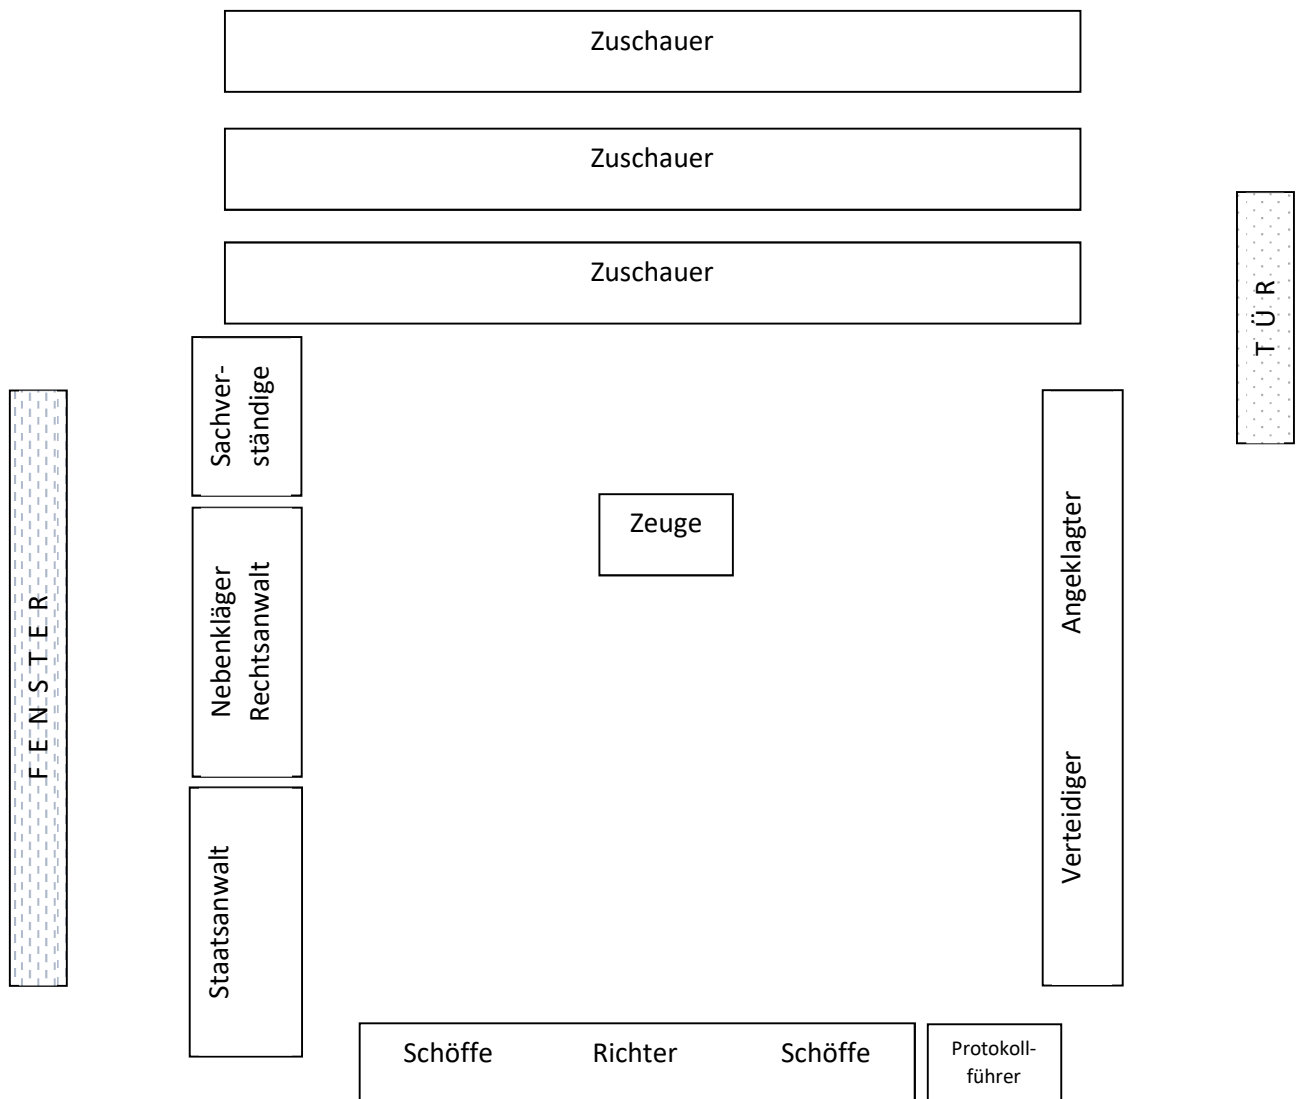 Zuschauer
Zuschauer
Zuschauer
TÜR
Sachver-
ständige
Zeuge
Angeklagter
FENSTER
Nebenkläger
Rechtsanwalt
Verteidiger
Staatsanwalt
Schöffe Richter Schöffe
Protokoll-
führer